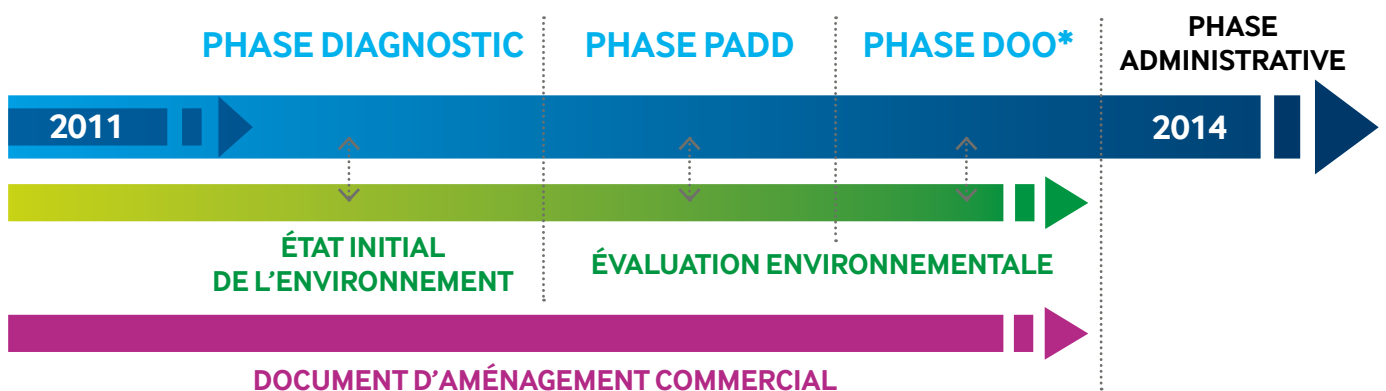 PHASE DIAGNOSTIC
PHASE PADD
PHASE DOO*
PHASE
ADMINISTRATIVE
2011
2014
ÉTAT INITIAL
DE L'ENVIRONNEMENT
ÉVALUATION ENVIRONNEMENTALE
DOCUMENT D'AMÉNAGEMENT COMMERCIAL